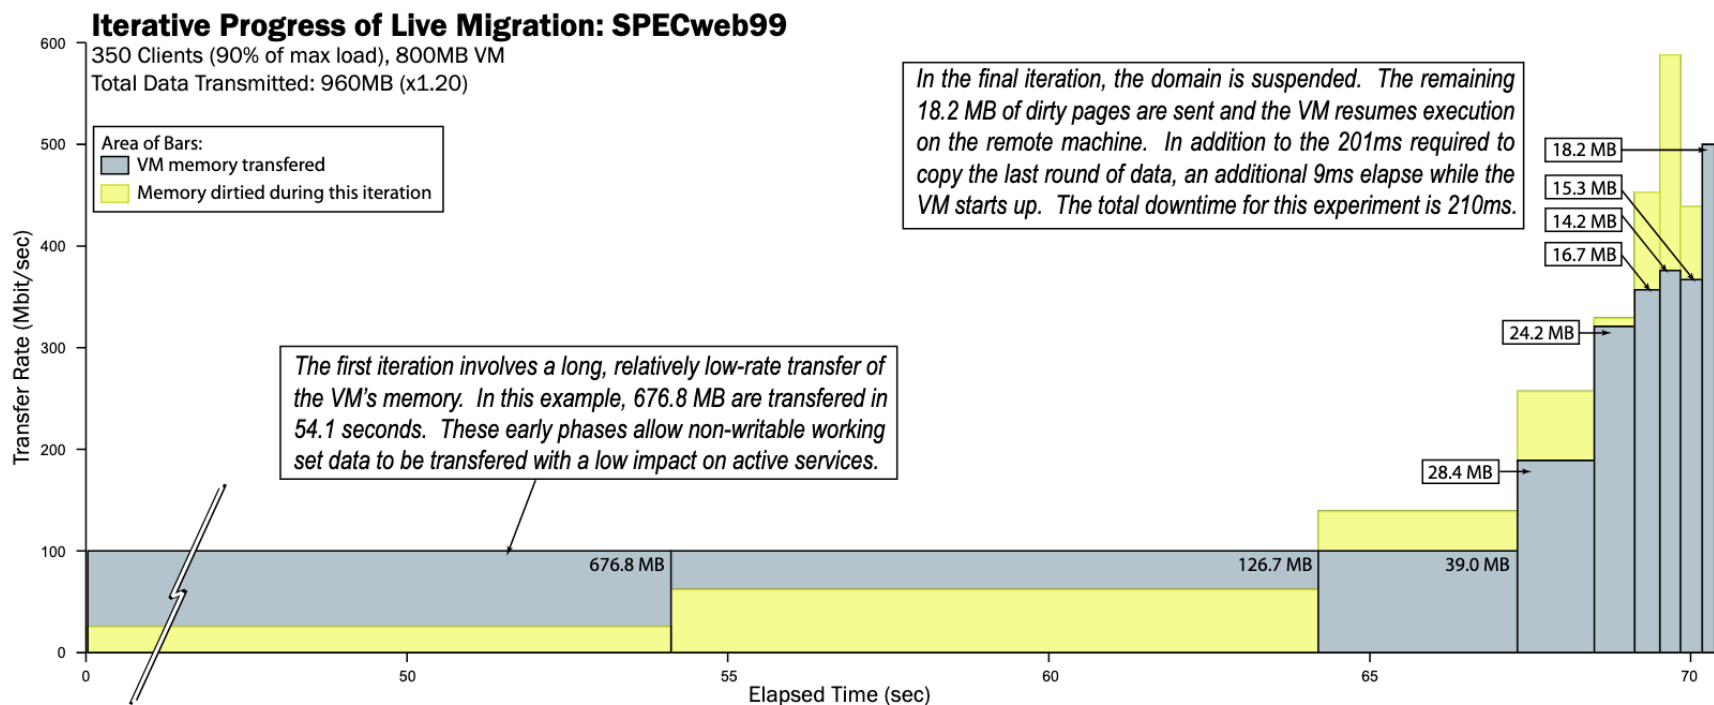 Iterative Progress of Live Migration: SPECweb99
350 Clients (90% of max load), 800MB VM
Total Data Transmitted: 960MB (x1.20)
Area of Bars:
VM memory transfered
Memory dirtied during this iteration
In the final iteration, the domain is suspended. The remaining
18.2 MB of dirty pages are sent and the VM resumes execution
on the remote machine. In addition to the 201ms required to
copy the last round of data, an additional 9ms elapse while the
VM starts up. The total downtime for this experiment is 210ms.
The first iteration involves a long, relatively low-rate transfer of
the VM's memory. In this example, 676.8 MB are transfered in
54.1 seconds. These early phases allow non-writable working
set data to be transfered with a low impact on active services.
18.2 MB
15.3 MB
14.2 MB
16.7 MB
24.2 MB
28.4 MB
676.8 MB
126.7 MB
39.0 MB
Transfer Rate (Mbit/sec)
600
500
400
300
200
100
0
0
50
55
60
65
70
Elapsed Time (sec)